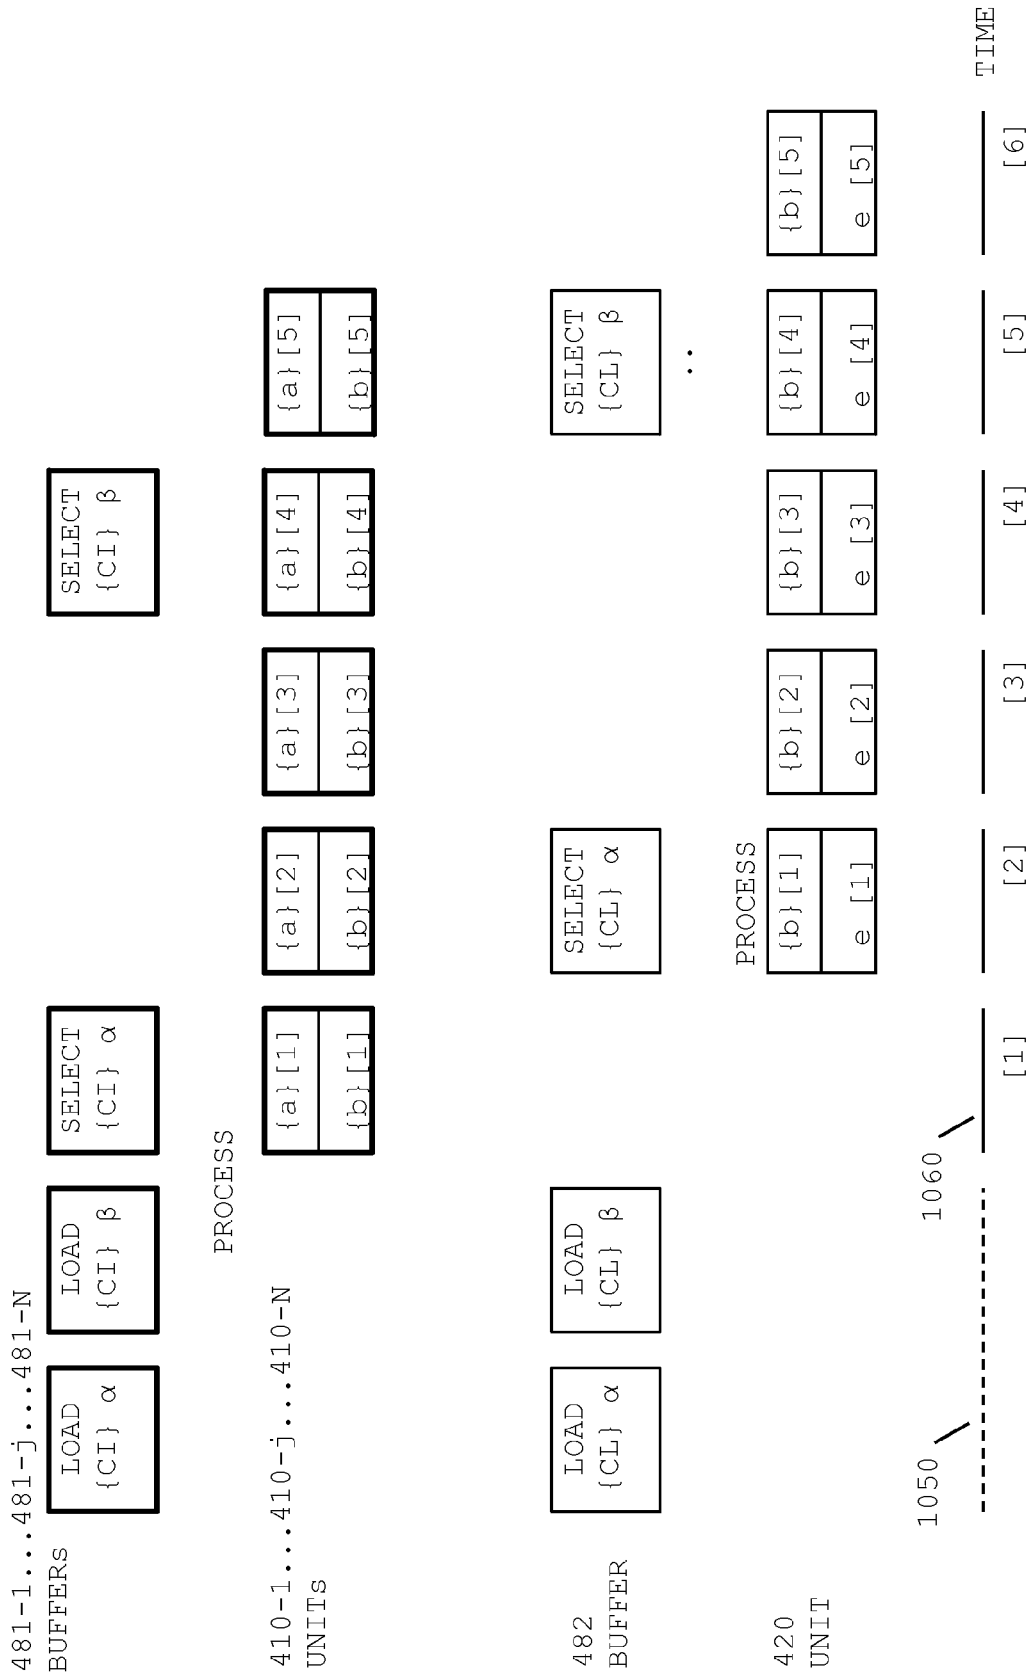 481-1...481-j...481-N
BUFFERs
LOAD
{CI} α
LOAD
{CI} β
SELECT
{CI} α
SELECT
{CI} β
PROCESS
410-1...410-j...410-N
UNITs
{a}[1]
{b}[1]
{a}[2]
{b}[2]
{a}[3]
{b}[3]
{a}[4]
{b}[4]
{a}[5]
{b}[5]
482
BUFFER
LOAD
{CL} α
LOAD
{CL} β
SELECT
{CL} α
SELECT
{CL} β
..
PROCESS
420
UNIT
{b}[1]
e [1]
{b}[2]
e [2]
{b}[3]
e [3]
{b}[4]
e [4]
{b}[5]
e [5]
1050
1060
TIME
[1]
[2]
[3]
[4]
[5]
[6]